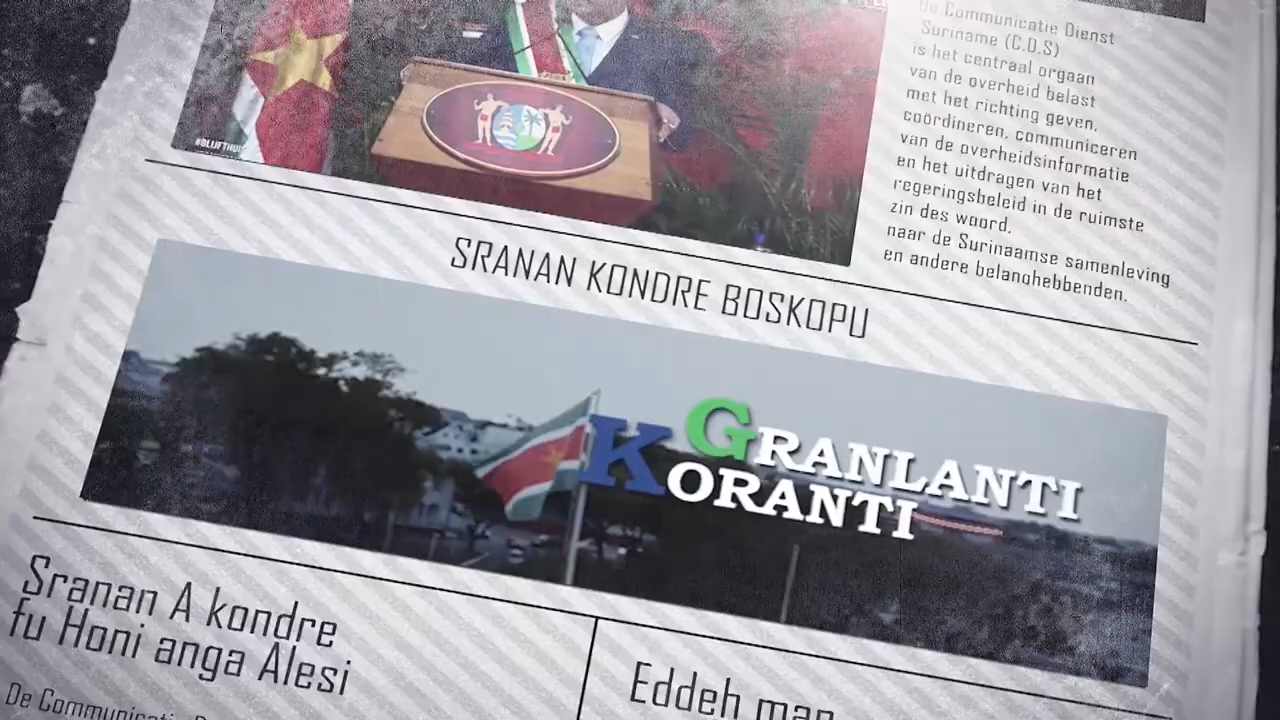 De Communicatie Dienst
Suriname (C.D.S)
is het centraal orgaan
van de overheid belast
met het richting geven,
coördineren, communiceren
van de overheidsinformatie
en het uitdragen van het
regeringsbeleid in de ruimste
zin des woord.
naar de Surinaamse samenleving
en andere belanghebbenden.
SRANAN KONDRE BOSKOPU
GRANLANTI
KORANTI
Sranan A kondre
fu Honi anga Alesi
De
Eddeh man